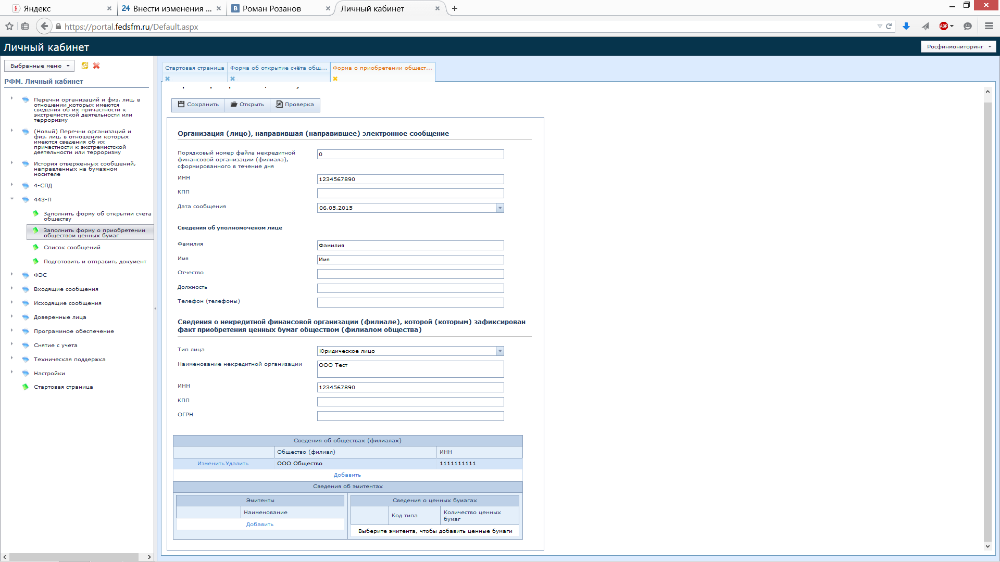 Яндекс
24 Внести изменения ...
В Роман Розанов
Личный кабинет
https://portal.fedsfm.ru/Default.aspx
ABP
Личный кабинет
Росфинмониторинг
Выбранные меню
РФМ. Личный кабинет
Перечни организаций и физ. лиц, в
отношении которых имеются
сведения об их причастности к
экстремистской деятельности или
терроризму
(Новый) Перечни организаций и
физ. лиц, в отношении которых
имеются сведения об их
причастности к экстремистской
деятельности или терроризму
История отверженных сообщений,
направленных на бумажном
носителе
4-СПД
443-П
Заполнить форму об открытии счета
обществу
Заполнить форму о приобретении
обществом ценных бумаг
Список сообщений
Подготовить и отправить документ
ФЭС
Входящие сообщения
Исходящие сообщения
Доверенные лица
Программное обеспечение
Снятие с учета
Техническая поддержка
Настройки
Стартовая страница
Стартовая страница
Форма об открытие счёта общ...
Форма о приобретении общест...
Сохранить
Открыть
Проверка
Организация (лицо), направившая (направившее) электронное сообщение
Порядковый номер файла некредитной
финансовой организации (филиала),
сформированного в течение дня
0
ИНН
1234567890
КПП
Дата сообщения
06.05.2015
Сведения об уполномоченом лице
Фамилия
Фамилия
Имя
Имя
Отчество
Должность
Телефон (телефоны)
Сведения о некредитной финансовой организации (филиале), которой (которым) зафиксирован
факт приобретения ценных бумаг обществом (филиалом общества)
Тип лица
Юридическое лицо
Наименование некредитной организации
ООО Тест
ИНН
1234567890
КПП
ОГРН
Сведения об обществах (филиалах)
Общество (филиал)
ИНН
Изменить Удалить
ООО Общество
1111111111
Добавить
Сведения об эмитентах
Эмитенты
Наименование
Добавить
Сведения о ценных бумагах
Код типа
Количество ценных
бумаг
Выберите эмитента, чтобы добавить ценные бумаги